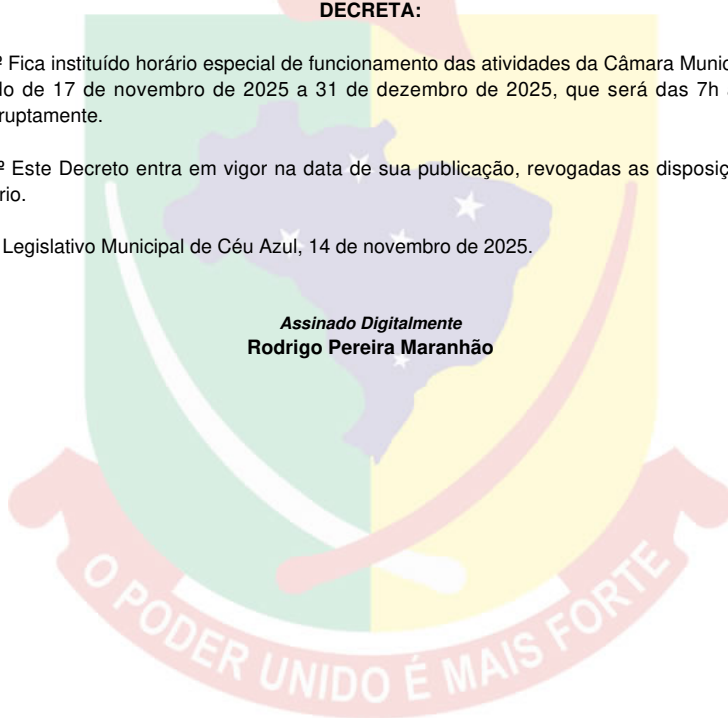 DECRETA:
º Fica instituído horário especial de funcionamento das atividades da Câmara Munic
do de 17 de novembro de 2025 a 31 de dezembro de 2025, que será das 7h
ruptamente.
º Este Decreto entra em vigor na data de sua publicação, revogadas as disposiç
rio.
Legislativo Municipal de Céu Azul, 14 de novembro de 2025.
Assinado Digitalmente
Rodrigo Pereira Maranhão
O PODER UNIDO É MAIS FORTE